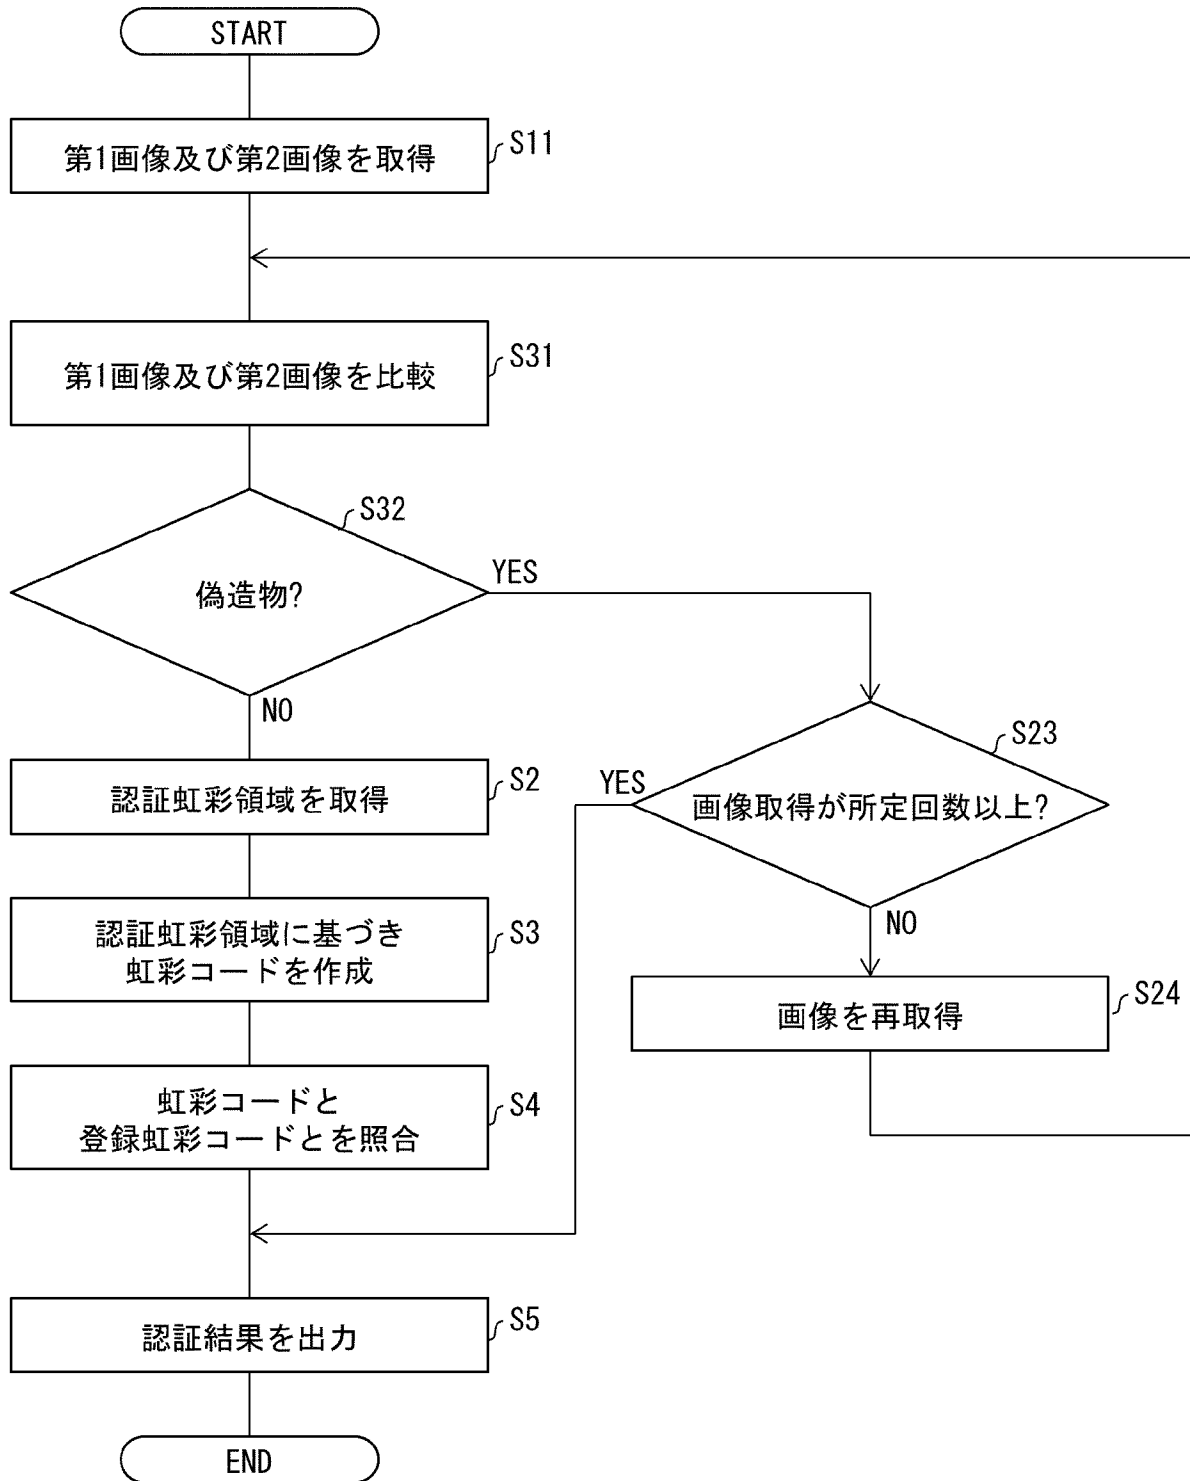 START
第1画像及び第2画像を取得
S11
第1画像及び第2画像を比較
S31
偽造物?
S32
YES
NO
認証虹彩領域を取得
S2
認証虹彩領域に基づき
虹彩コードを作成
S3
虹彩コードと
登録虹彩コードとを照合
S4
画像取得が所定回数以上?
S23
YES
NO
画像を再取得
S24
認証結果を出力
S5
END